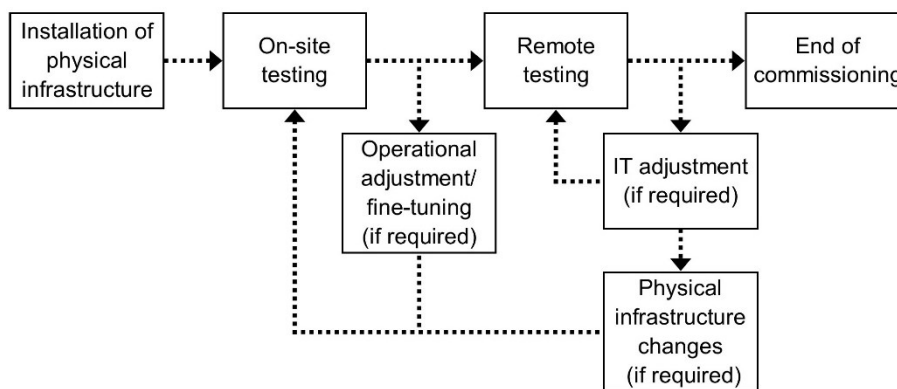 Installation of
physical
infrastructure
On-site
testing
Remote
testing
End of
commissioning
Operational
adjustment/
fine-tuning
(if required)
IT adjustment
(if required)
Physical
infrastructure
changes
(if required)